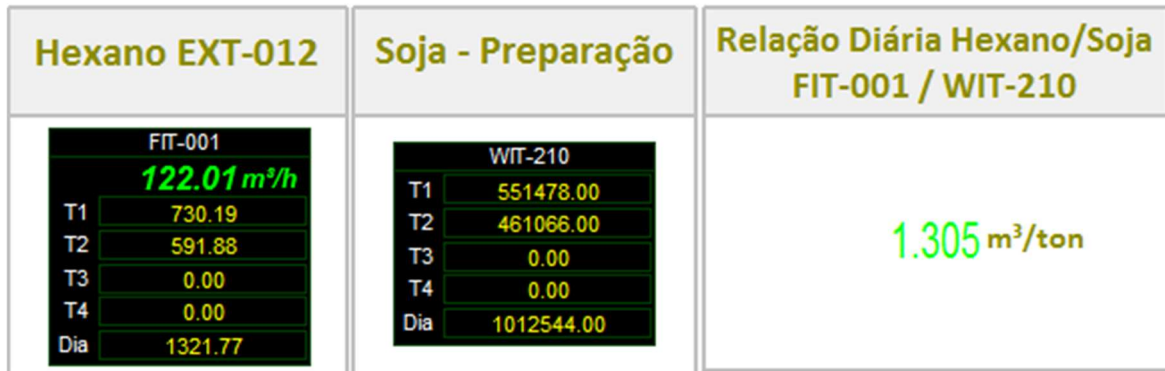 Hexano EXT-012
Soja - Preparação
Relação Diária Hexano/Soja
FIT-001 / WIT-210
FIT-001
122.01 m³/h
T1 730.19
T2 591.88
T3 0.00
T4 0.00
Dia 1321.77
WIT-210
T1 551478.00
T2 461066.00
T3 0.00
T4 0.00
Dia 1012544.00
1.305 m³/ton